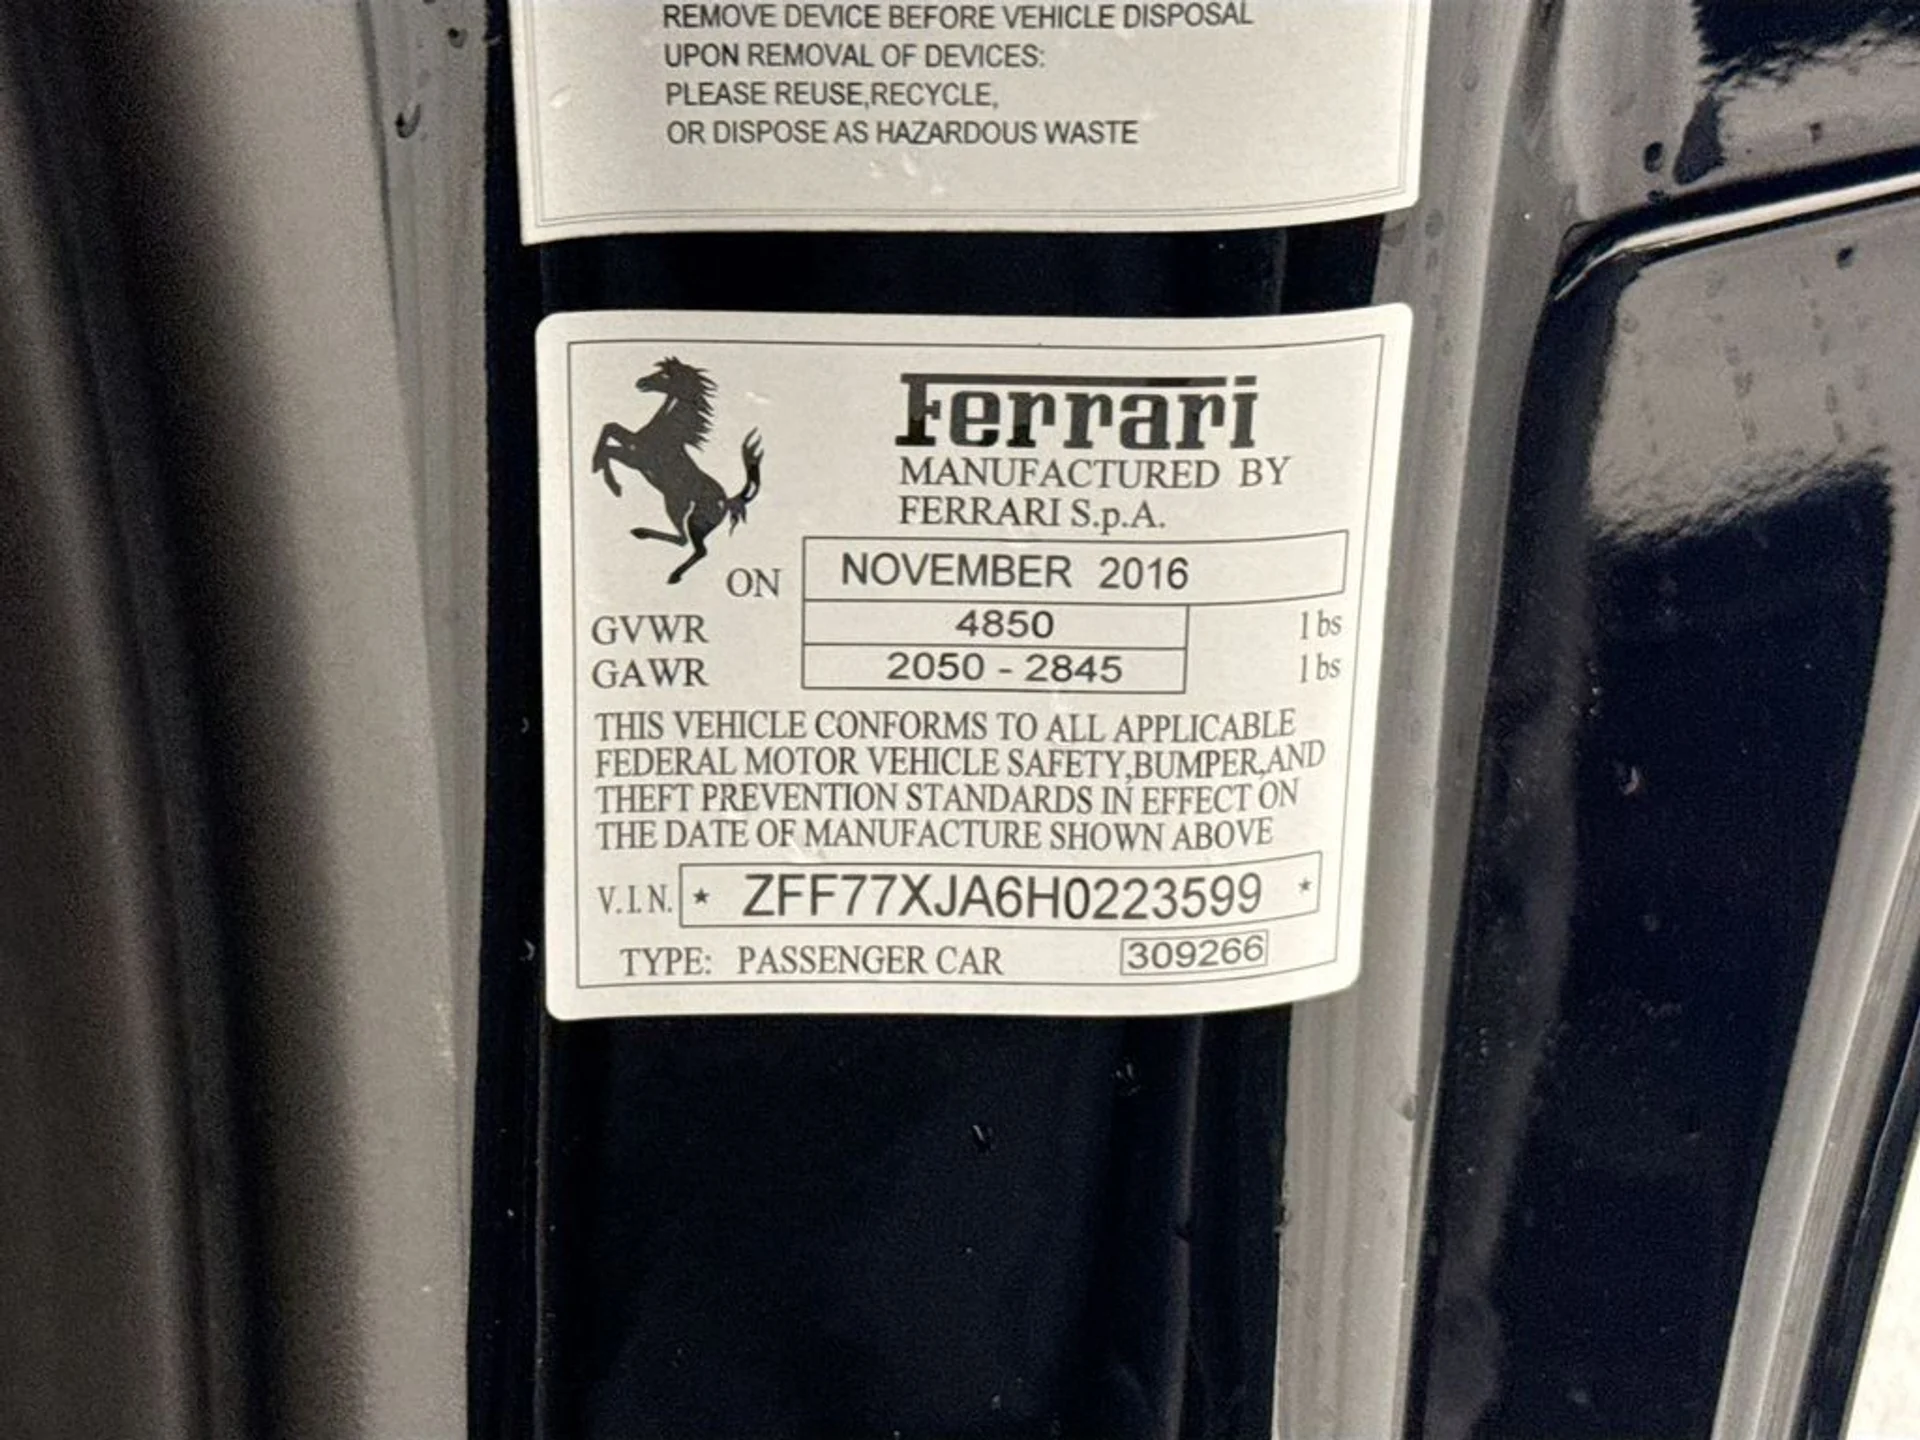 REMOVE DEVICE BEFORE VEHICLE DISPOSAL
UPON REMOVAL OF DEVICES:
PLEASE REUSE,RECYCLE,
OR DISPOSE AS HAZARDOUS WASTE
Ferrari
MANUFACTURED BY
FERRARI S.p.A.
ON NOVEMBER 2016
GVWR 4850 lbs
GAWR 2050 - 2845 lbs
THIS VEHICLE CONFORMS TO ALL APPLICABLE
FEDERAL MOTOR VEHICLE SAFETY,BUMPER,AND
THEFT PREVENTION STANDARDS IN EFFECT ON
THE DATE OF MANUFACTURE SHOWN ABOVE
V.I.N. * ZFF77XJA6H0223599 *
TYPE: PASSENGER CAR 309266